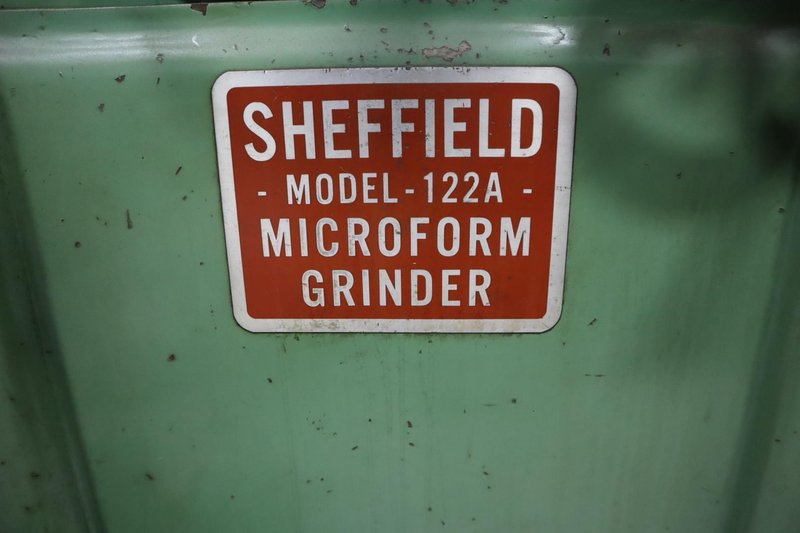 SHEFFIELD
- MODEL-122A -
MICROFORM
GRINDER